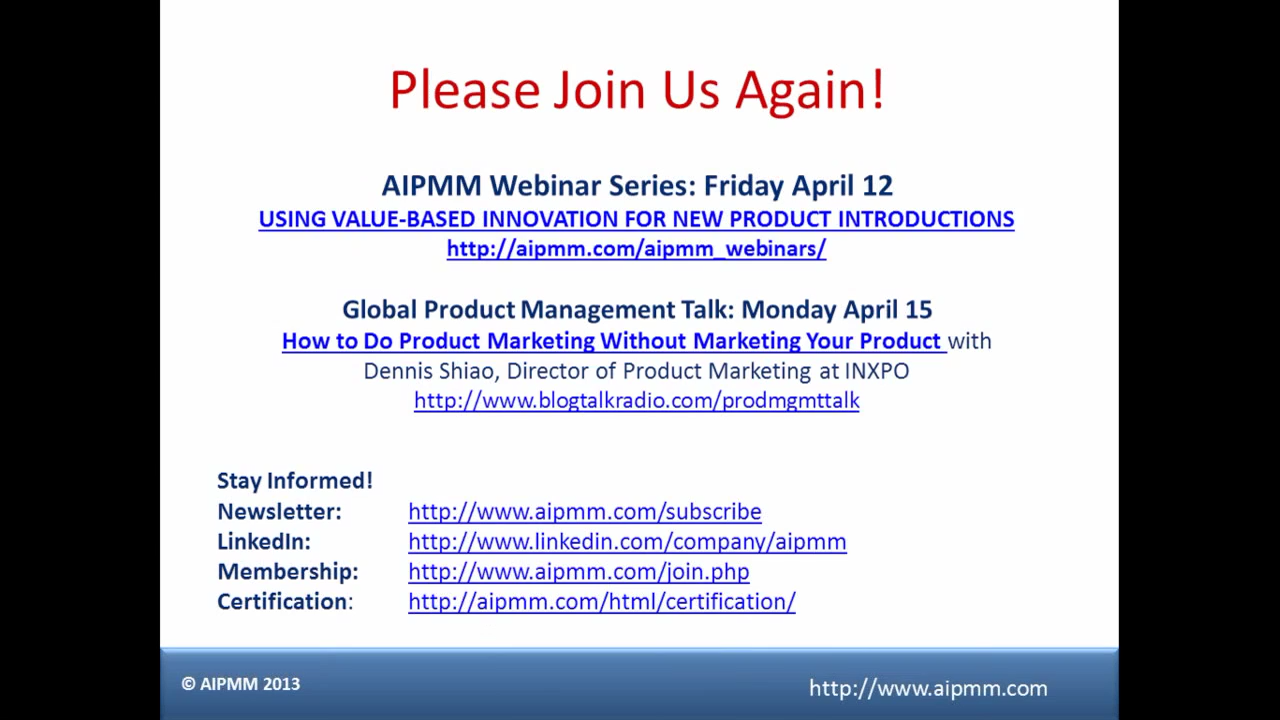 Please Join Us Again!
AIPMM Webinar Series: Friday April 12
USING VALUE-BASED INNOVATION FOR NEW PRODUCT INTRODUCTIONS
http://aipmm.com/aipmm_webinars/
Global Product Management Talk: Monday April 15
How to Do Product Marketing Without Marketing Your Product with
Dennis Shiao, Director of Product Marketing at INXPO
http://www.blogtalkradio.com/prodmgmttalk
Stay Informed!
Newsletter: http://www.aipmm.com/subscribe
LinkedIn: http://www.linkedin.com/company/aipmm
Membership: http://www.aipmm.com/join.php
Certification: http://aipmm.com/html/certification/
© AIPMM 2013 http://www.aipmm.com